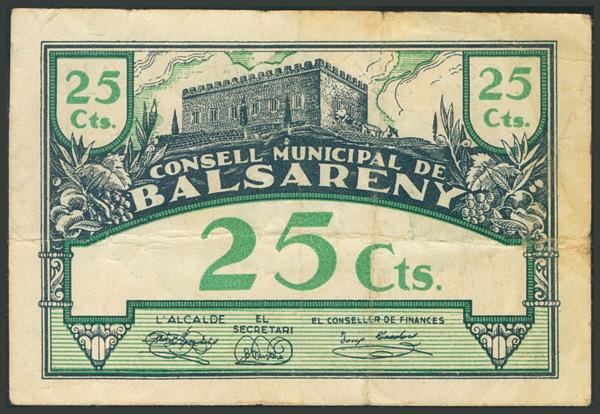 25 Cts.
25 Cts.
CONSELL MUNICIPAL DE
BALSARENY
25 Cts.
L'ALCALDE
EL SECRETARI
EL CONSELLER DE FINANCES